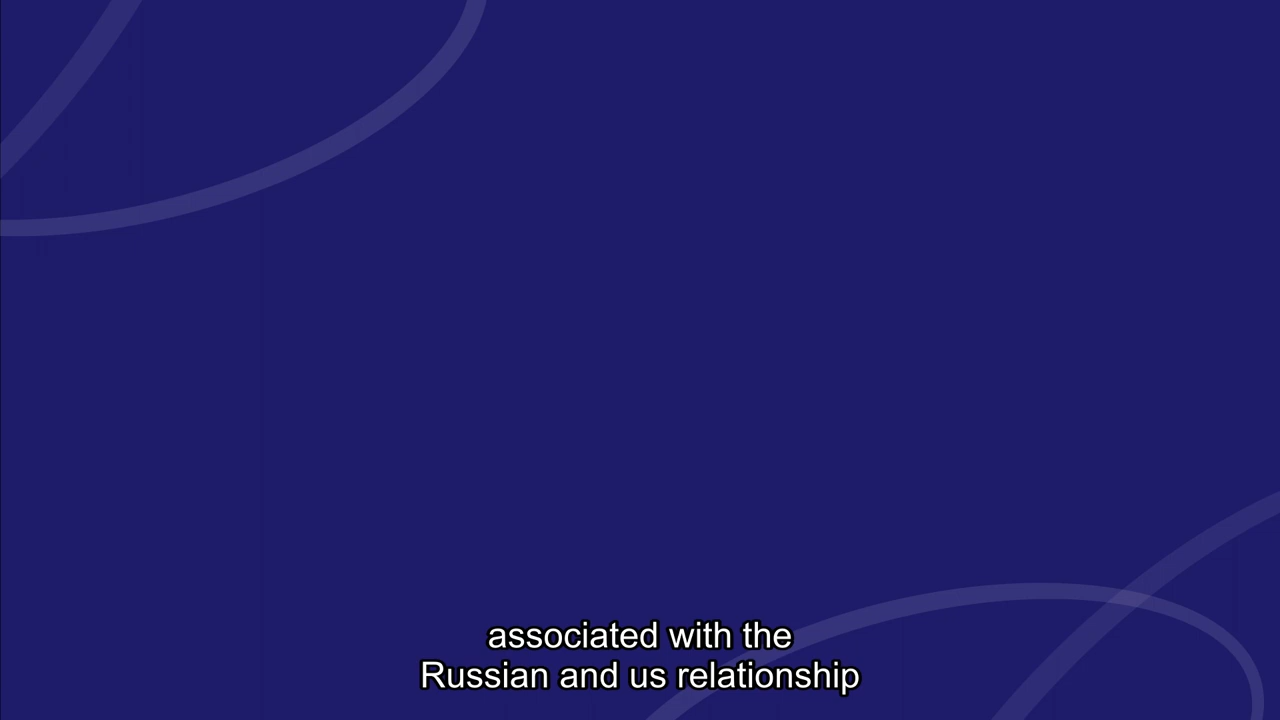 associated with the
Russian and us relationship